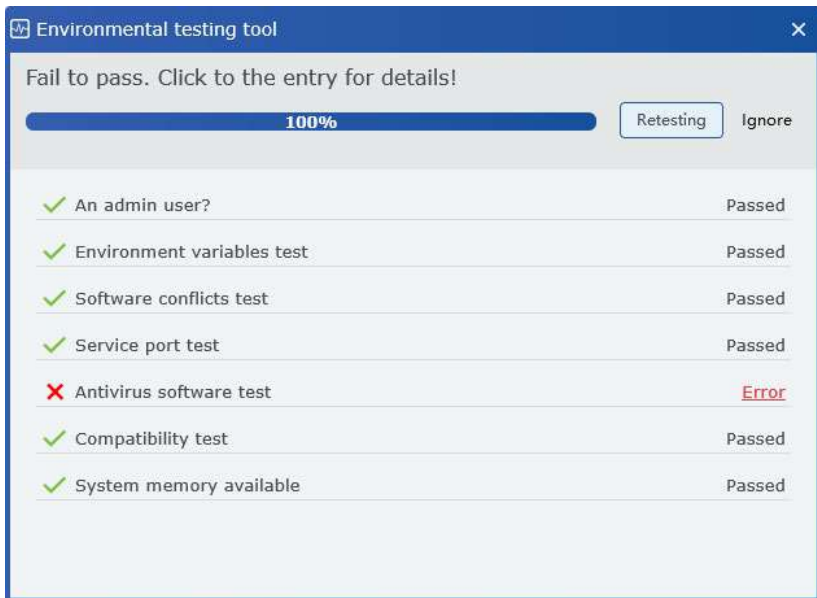 Environmental testing tool
Fail to pass. Click to the entry for details!
100% Retesting Ignore
An admin user? Passed
Environment variables test Passed
Software conflicts test Passed
Service port test Passed
Antivirus software test Error
Compatibility test Passed
System memory available Passed